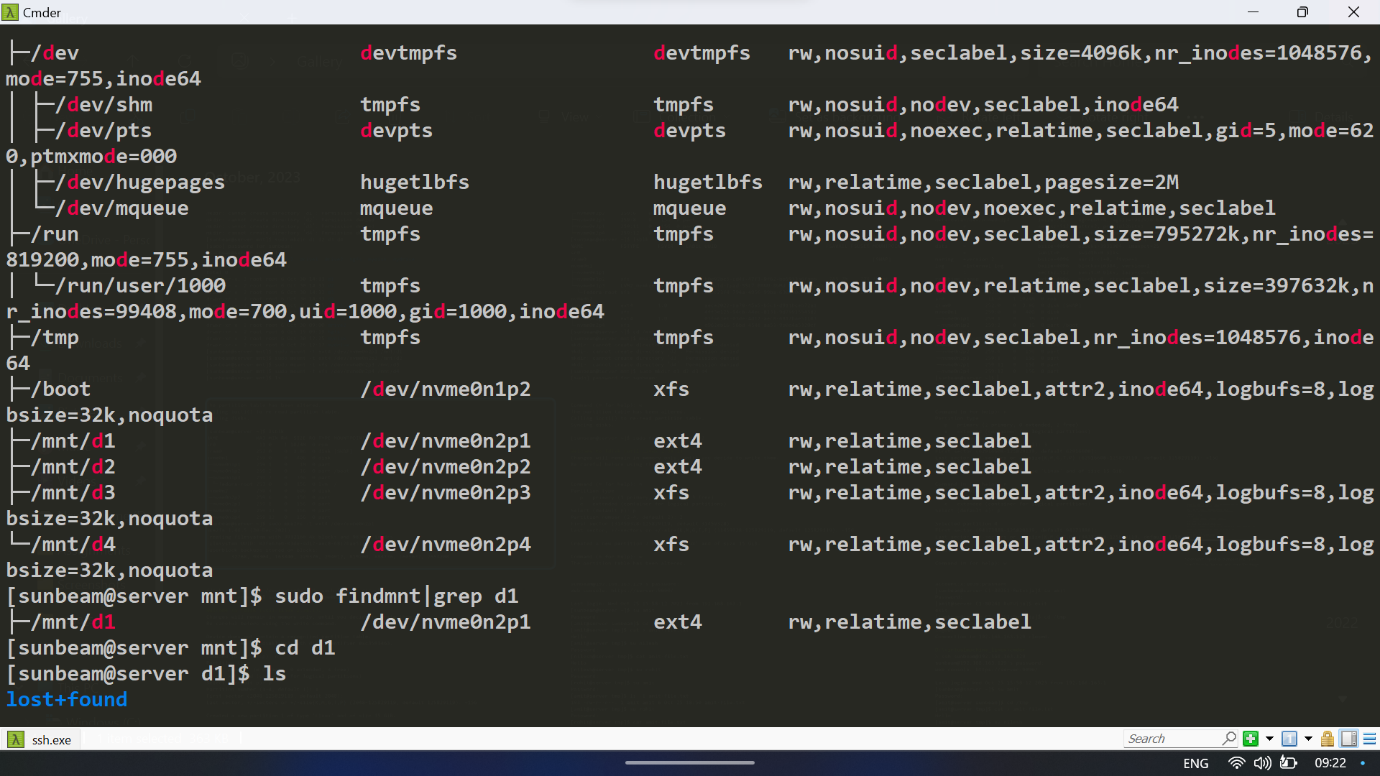 Cmder
├─/dev devtmpfs devtmpfs rw,nosuid,seclabel,size=4096k,nr_inodes=1048576,
mode=755,inode64
│ ├─/dev/shm tmpfs tmpfs rw,nosuid,nodev,seclabel,inode64
│ ├─/dev/pts devpts devpts rw,nosuid,noexec,relatime,seclabel,gid=5,mode=62
0,ptmxmode=000
│ ├─/dev/hugepages hugetlbfs hugetlbfs rw,relatime,seclabel,pagesize=2M
│ └─/dev/mqueue mqueue mqueue rw,nosuid,nodev,noexec,relatime,seclabel
├─/run tmpfs tmpfs rw,nosuid,nodev,seclabel,size=795272k,nr_inodes=
819200,mode=755,inode64
│ └─/run/user/1000 tmpfs tmpfs rw,nosuid,nodev,relatime,seclabel,size=397632k,n
r_inodes=99408,mode=700,uid=1000,gid=1000,inode64
├─/tmp tmpfs tmpfs rw,nosuid,nodev,seclabel,nr_inodes=1048576,inode
64
├─/boot /dev/nvme0n1p2 xfs rw,relatime,seclabel,attr2,inode64,logbufs=8,log
bsize=32k,noquota
├─/mnt/d1 /dev/nvme0n2p1 ext4 rw,relatime,seclabel
├─/mnt/d2 /dev/nvme0n2p2 ext4 rw,relatime,seclabel
├─/mnt/d3 /dev/nvme0n2p3 xfs rw,relatime,seclabel,attr2,inode64,logbufs=8,log
bsize=32k,noquota
└─/mnt/d4 /dev/nvme0n2p4 xfs rw,relatime,seclabel,attr2,inode64,logbufs=8,log
bsize=32k,noquota
[sunbeam@server mnt]$ sudo findmnt|grep d1
├─/mnt/d1 /dev/nvme0n2p1 ext4 rw,relatime,seclabel
[sunbeam@server mnt]$ cd d1
[sunbeam@server d1]$ ls
lost+found
ssh.exe Search
ENG 09:22